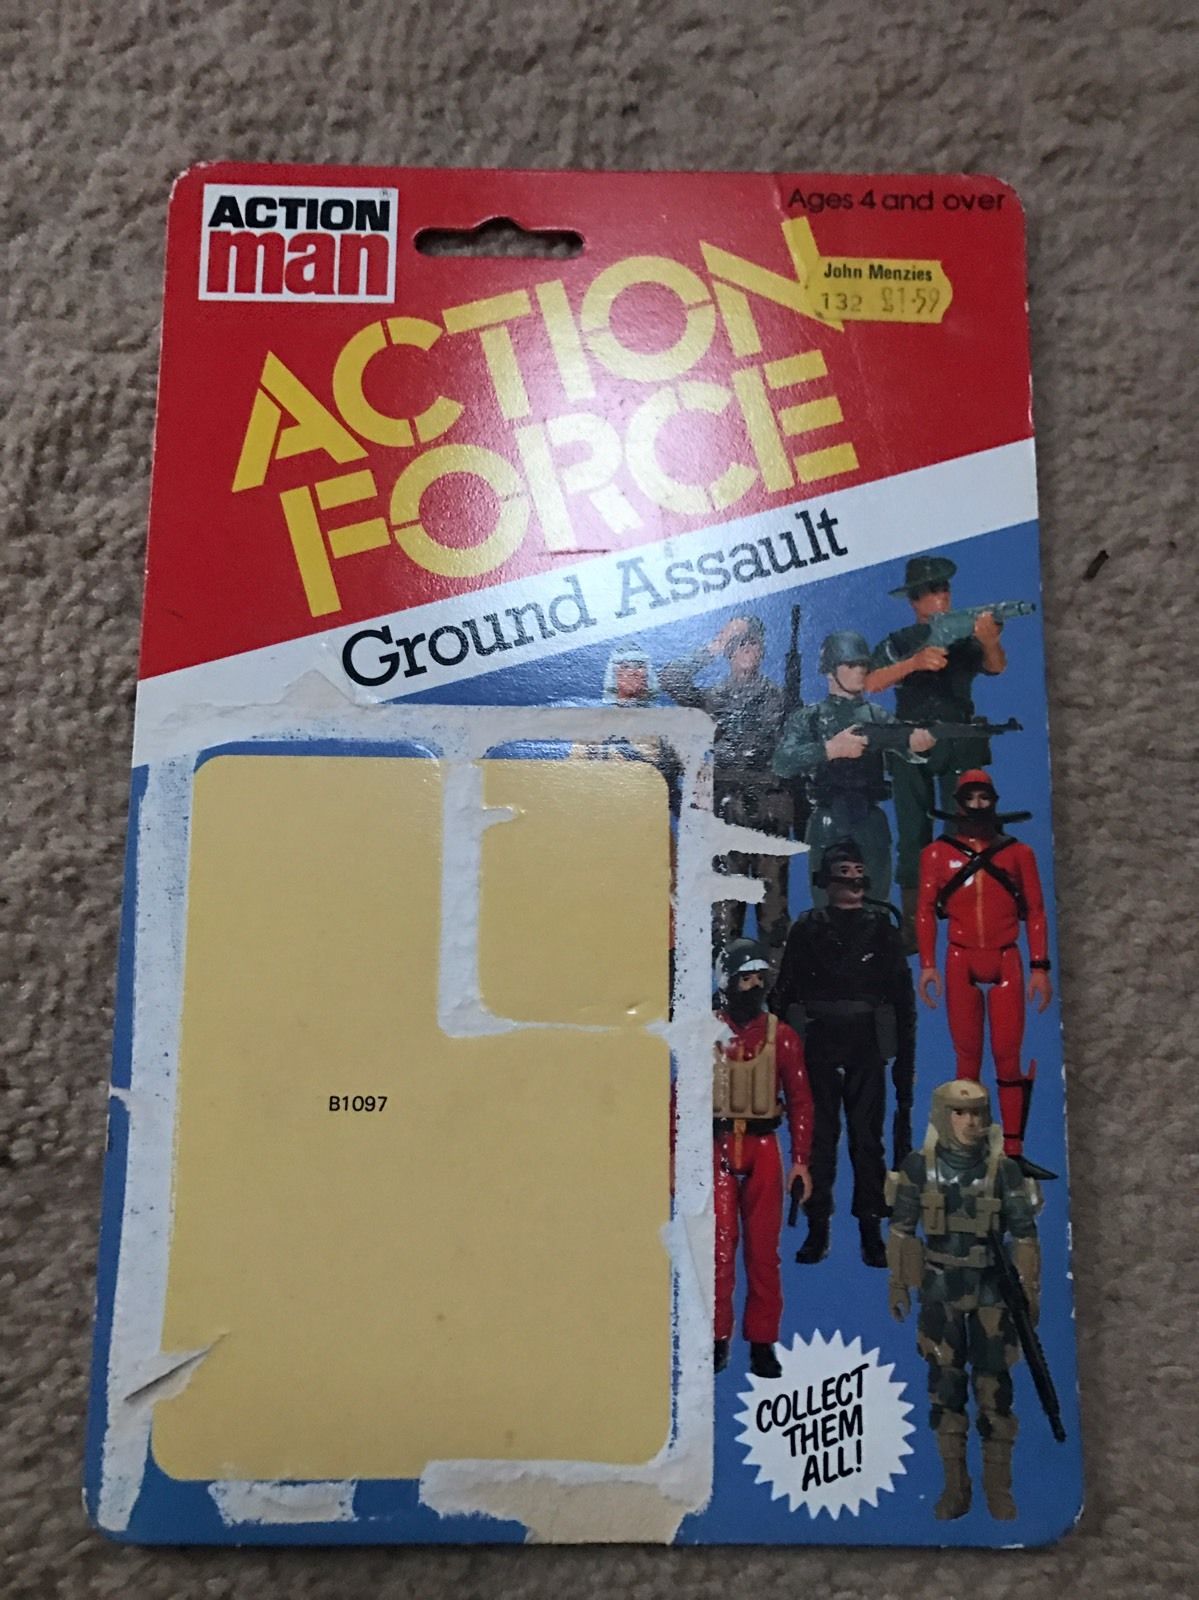 ACTION
man
Ages 4 and over
John Menzies
132 £1.59
ACTION
FORCE
Ground Assault
B1097
COLLECT
THEM
ALL!